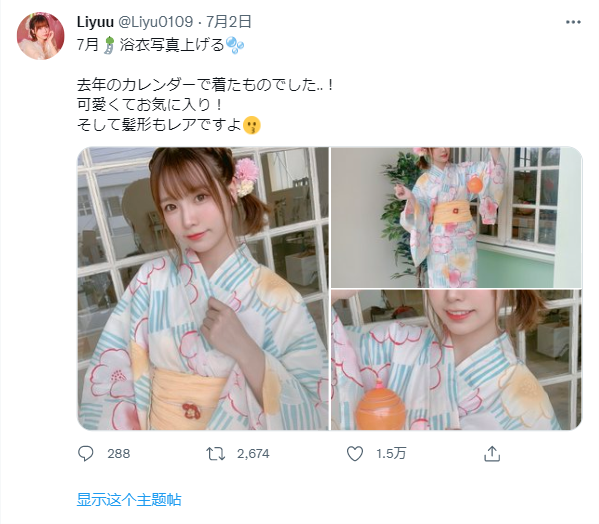 Liyuu @Liyu0109 · 7月2日
7月🎋浴衣写真上げる🫧
去年のカレンダーで着たものでした..！
可愛くてお気に入り！
そして髪形もレアですよ🤫
288 2,674 1.5万
显示这个主题帖